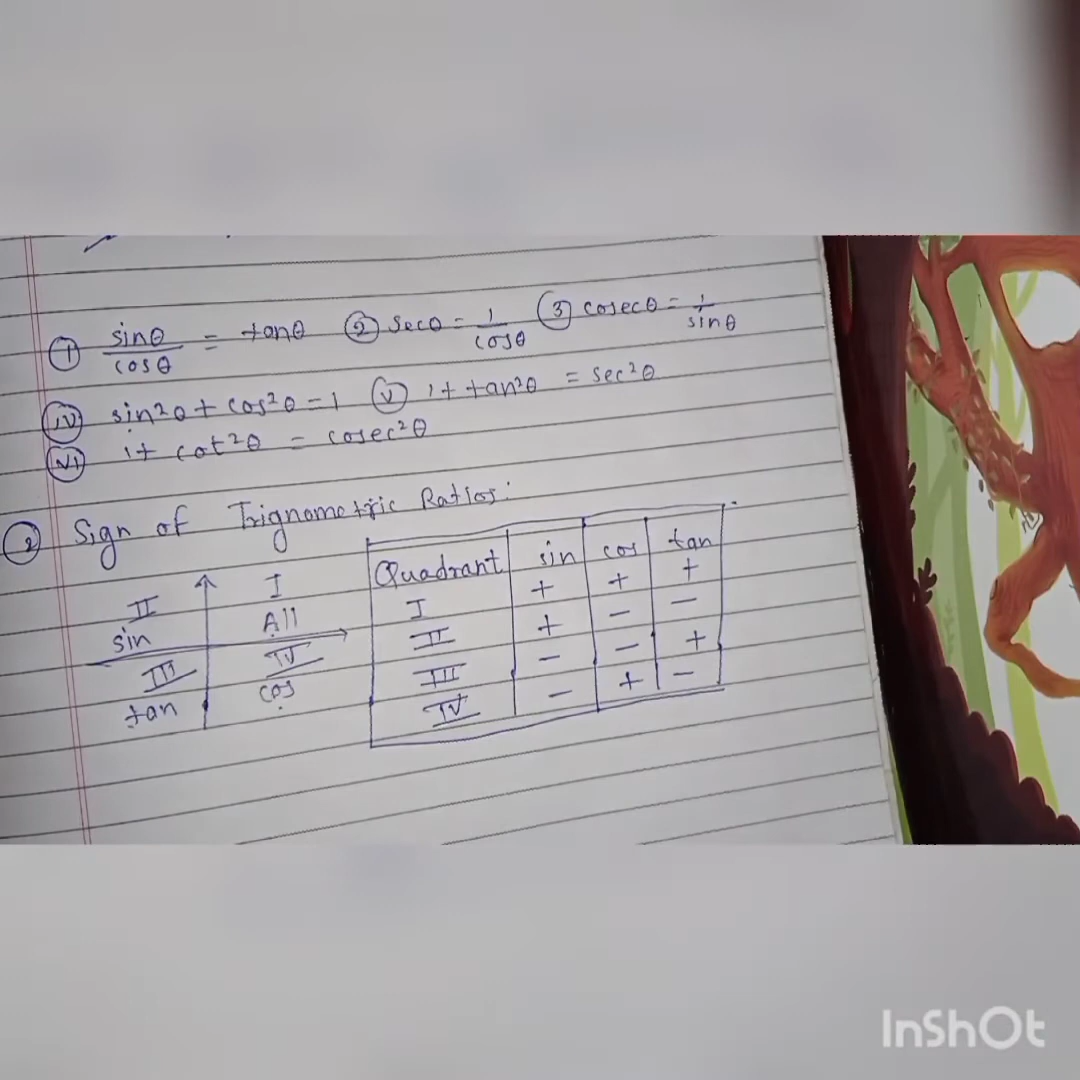 ① sinθ/cosθ = tanθ ② secθ = 1/cosθ ③ cosecθ = 1/sinθ
(iv) sin²θ + cos²θ = 1 (v) 1+ tan²θ = sec²θ
(vi) 1+ cot²θ = cosec²θ
② Sign of Trignometric Ratios:
II I
sin All
III IV
tan cos
Quadrant sin cos tan
I + + +
II + - -
III - - +
IV - + -
InShOt